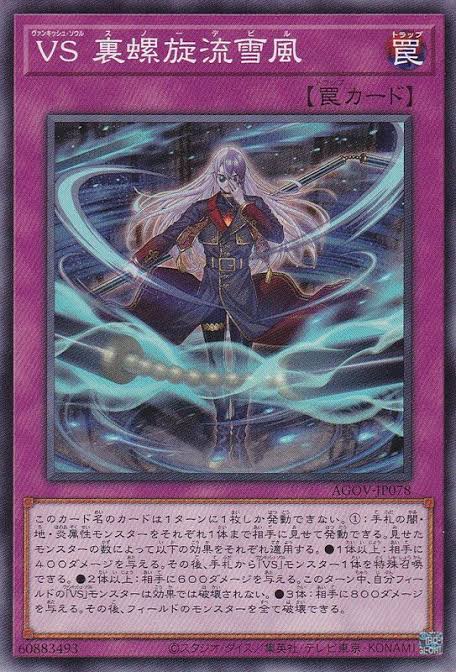 ヴァンキッシュ・ソウル スノーデビル
VS 裏螺旋流雪風
トラップ
罠
【罠カード】
AGOV-JP078
このカード名のカードは1ターンに1枚しか発動できない。①:手札の闇・
地・炎属性モンスターをそれぞれ1体まで相手に見せて発動できる。見せた
モンスターの数によって以下の効果をそれぞれ適用する。●1体以上:相手に
400ダメージを与える。その後、手札から「VS」モンスター1体を特殊召喚
できる。●2体以上:相手に600ダメージを与える。このターン中、自分フィー
ルドの「VS」モンスターは効果では破壊されない。●3体:相手に800ダメージ
を与える。その後、フィールドのモンスターを全て破壊できる。
60883493
©スタジオ・ダイス/集英社・テレビ東京・KONAMI